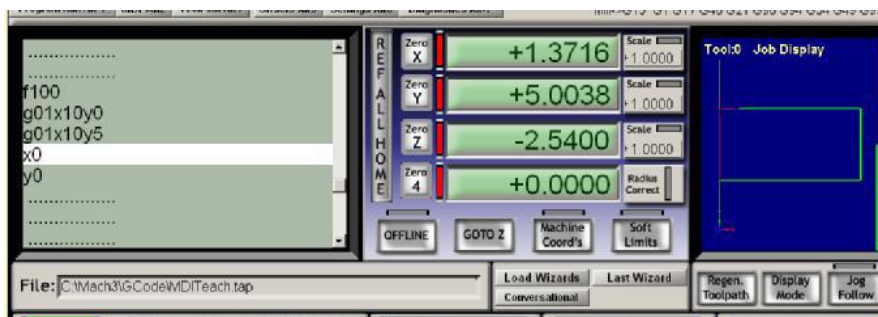 f100
g01x10y0
g01x10y5
x0
y0
REF ALL HOME
Zero X +1.3716 Scale +1.0000
Zero Y +5.0038 Scale +1.0000
Zero Z -2.5400 Scale +1.0000
Zero 4 +0.0000 Radius Correct
OFFLINE GOTO Z Machine Coord's Soft Limits
Tool:0 Job Display
File: C:\Mach3\GCode\MDITeach.tap
Load Wizards Last Wizard
Conversational
Regen. Toolpath Display Mode Jog Follow